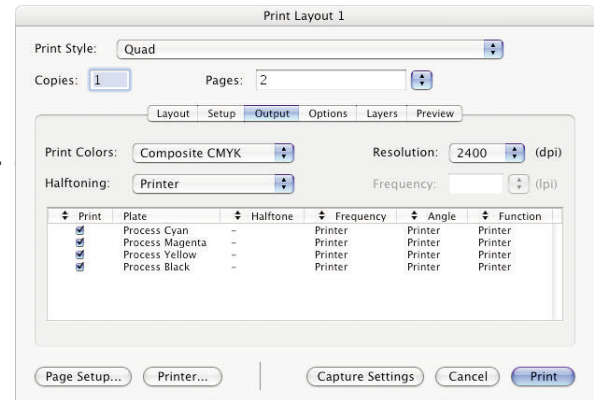 Print Layout 1
Print Style: Quad
Copies: 1 Pages: 2
Layout Setup Output Options Layers Preview
Print Colors: Composite CMYK Resolution: 2400 (dpi)
Halftoning: Printer Frequency: (lpi)
Print Plate Halftone Frequency Angle Function
Process Cyan – Printer Printer Printer
Process Magenta – Printer Printer Printer
Process Yellow – Printer Printer Printer
Process Black – Printer Printer Printer
Page Setup... Printer... Capture Settings Cancel Print